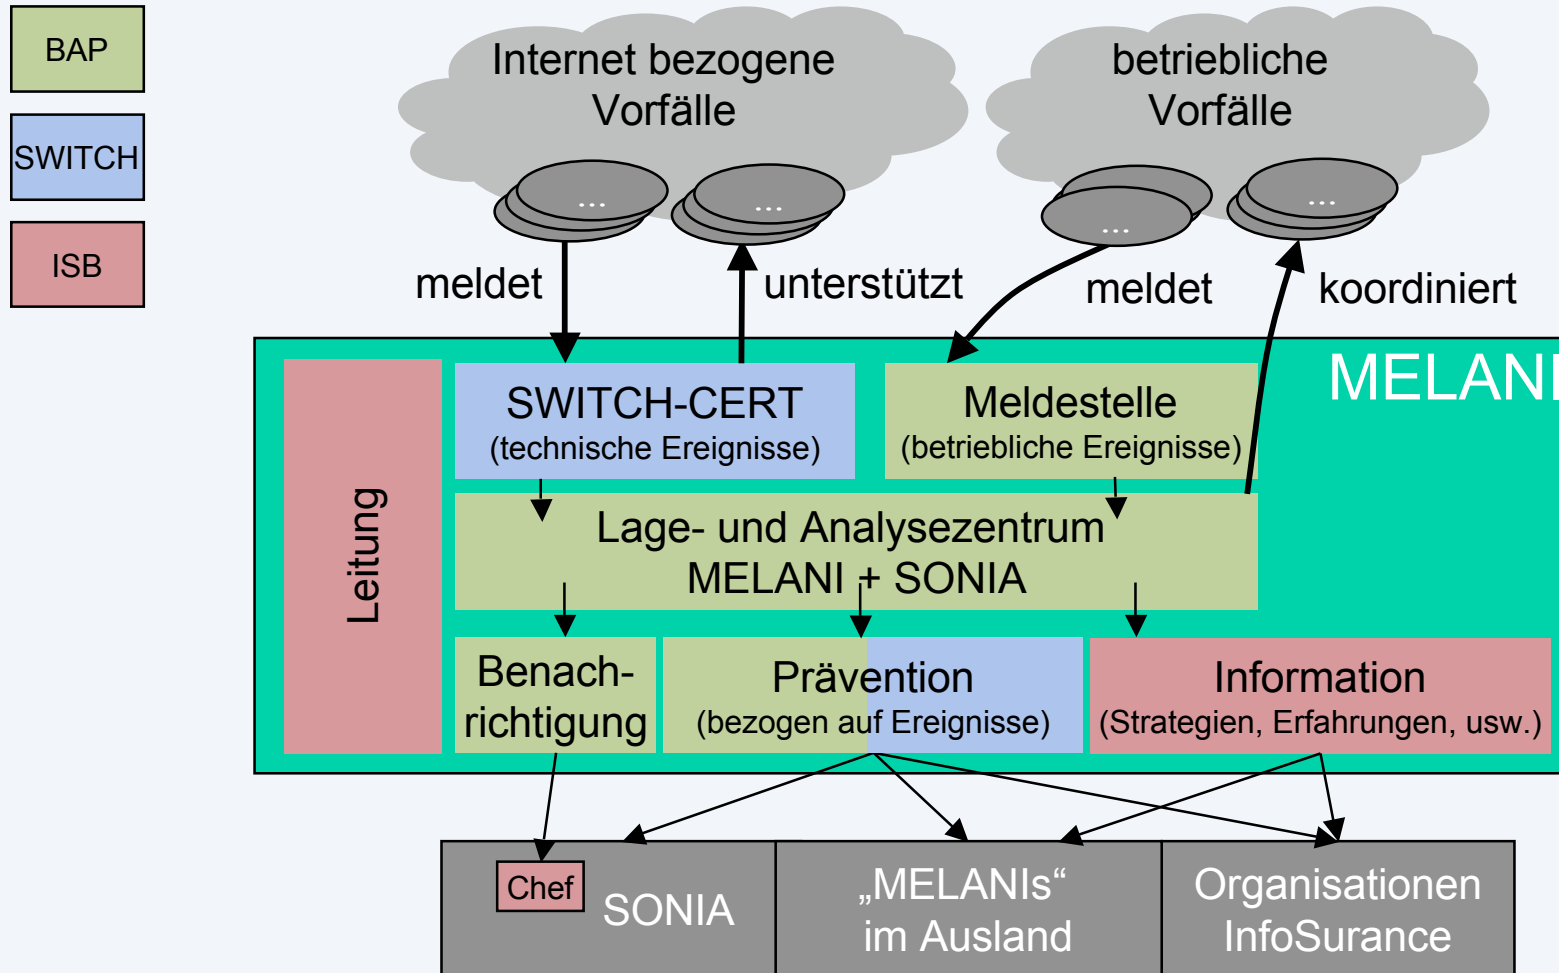 BAP
SWITCH
ISB
Internet bezogene
Vorfälle
betriebliche
Vorfälle
...
...
...
...
meldet
unterstützt
meldet
koordiniert
MELANI
Leitung
SWITCH-CERT
(technische Ereignisse)
Meldestelle
(betriebliche Ereignisse)
Lage- und Analysezentrum
MELANI + SONIA
Benach-
richtigung
Prävention
(bezogen auf Ereignisse)
Information
(Strategien, Erfahrungen, usw.)
Chef
SONIA
„MELANIs“
im Ausland
Organisationen
InfoSurance